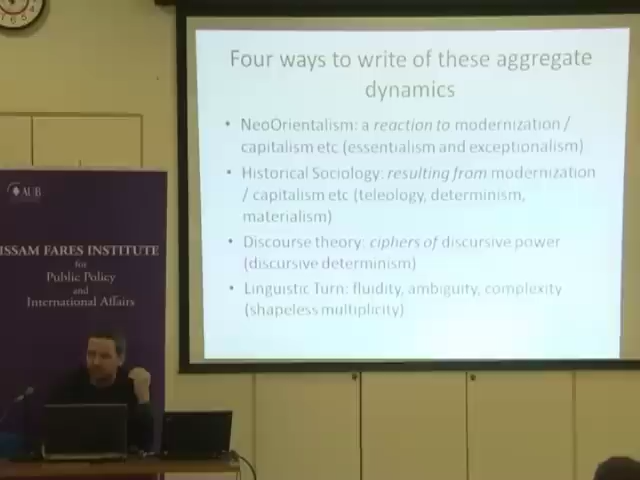 Four ways to write of these aggregate
dynamics
• NeoOrientalism: a reaction to modernization /
capitalism etc (essentialism and exceptionalism)
• Historical Sociology: resulting from modernization
/ capitalism etc (teleology, determinism,
materialism)
• Discourse theory: ciphers of discursive power
(discursive determinism)
• Linguistic Turn: fluidity, ambiguity, complexity
(shapeless multiplicity)
AUB
ISSAM FARES INSTITUTE
for
Public Policy
and
International Affairs